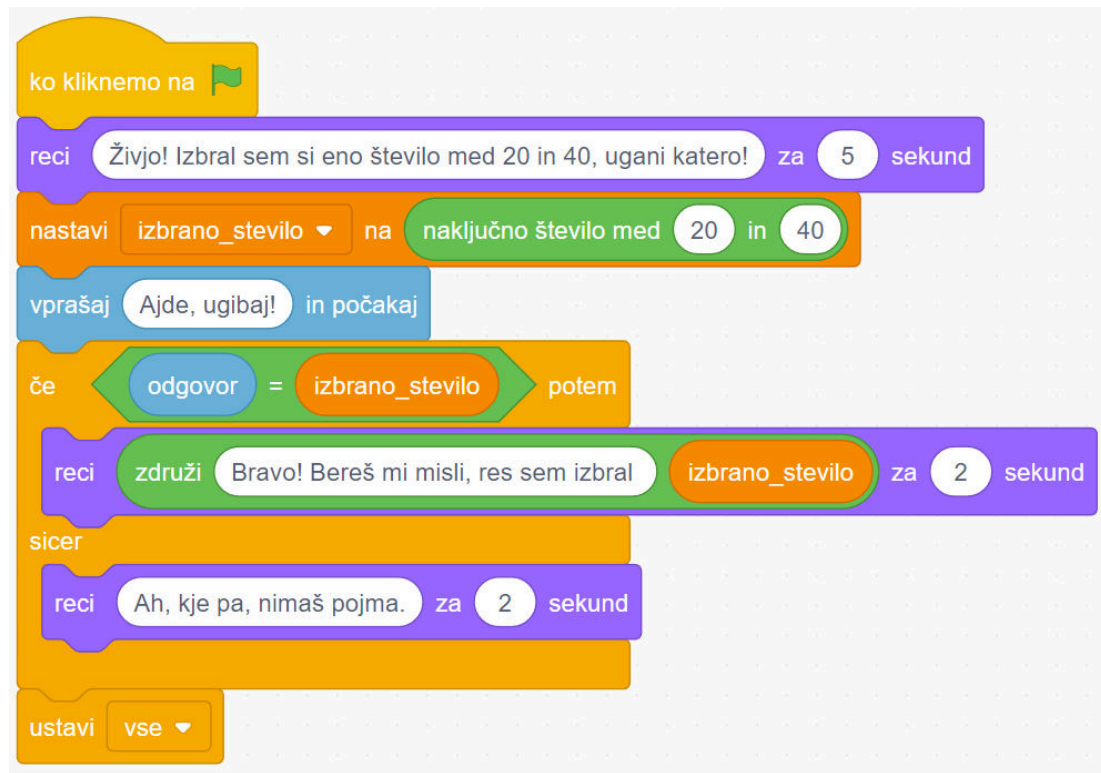 ko kliknemo na
reci Živjo! Izbral sem si eno število med 20 in 40, ugani katero! za 5 sekund
nastavi izbrano_stevilo na naključno število med 20 in 40
vprašaj Ajde, ugibaj! in počakaj
če odgovor = izbrano_stevilo potem
reci združi Bravo! Bereš mi misli, res sem izbral izbrano_stevilo za 2 sekund
sicer
reci Ah, kje pa, nimaš pojma. za 2 sekund
ustavi vse